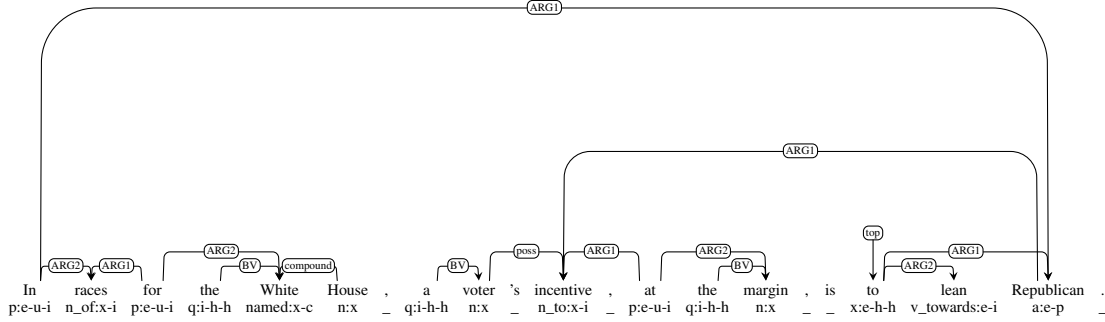 ARG1
ARG1
top
ARG2 poss ARG1 ARG2 ARG1
ARG2 ARG1 BV compound BV BV ARG2
In races for the White House , a voter 's incentive , at the margin , is to lean Republican .
p:e-u-i n_of:x-i p:e-u-i q:i-h-h named:x-c n:x _ q:i-h-h n:x _ n_to:x-i _ p:e-u-i q:i-h-h n:x _ _ x:e-h-h v_towards:e-i a:e-p _